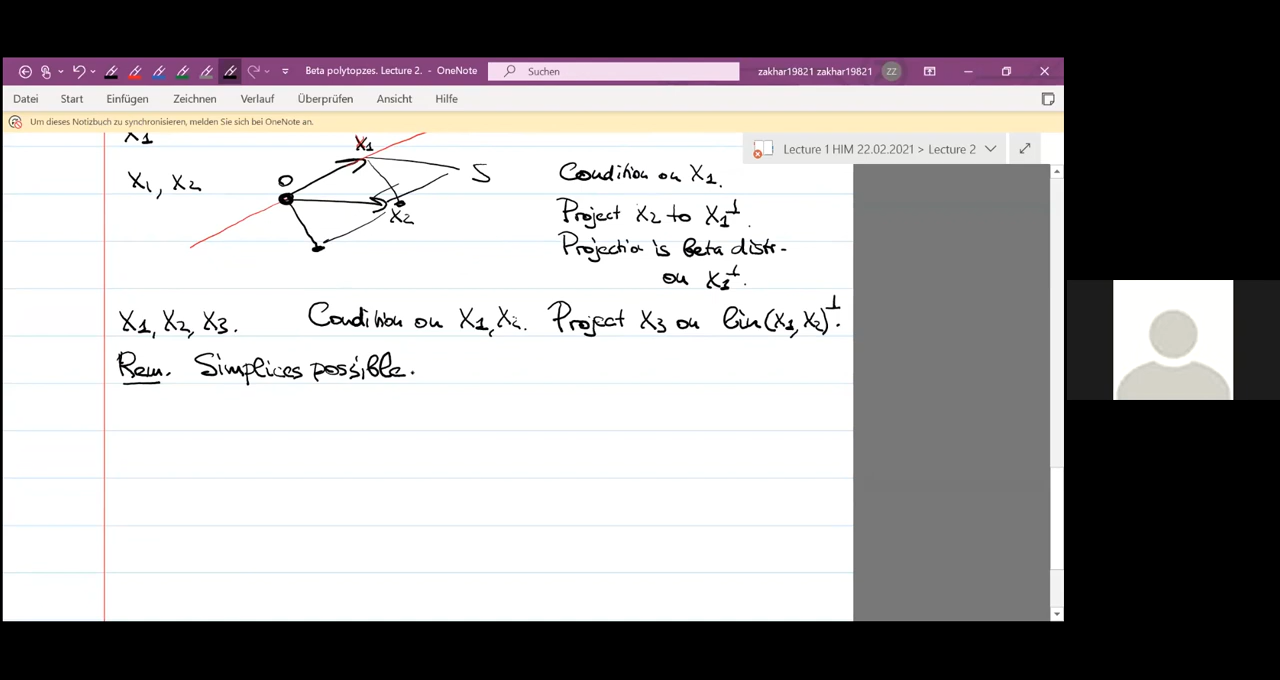 Beta polytopzes. Lecture 2. - OneNote
Suchen
zakhar19821 zakhar19821
ZZ
Datei Start Einfügen Zeichnen Verlauf Überprüfen Ansicht Hilfe
Um dieses Notizbuch zu synchronisieren, melden Sie sich bei OneNote an.
Lecture 1 HIM 22.02.2021 > Lecture 2
X₁
X₁
X₁, X₂
O
S
X₂
Condition on X₁.
Project X₂ to X₁^⊥.
Projection is beta distr-
on X₁^⊥.
X₁, X₂, X₃. Condition on X₁, X₂. Project X₃ on lin(X₁, X₂)^⊥.
Rem. Simplices possible.